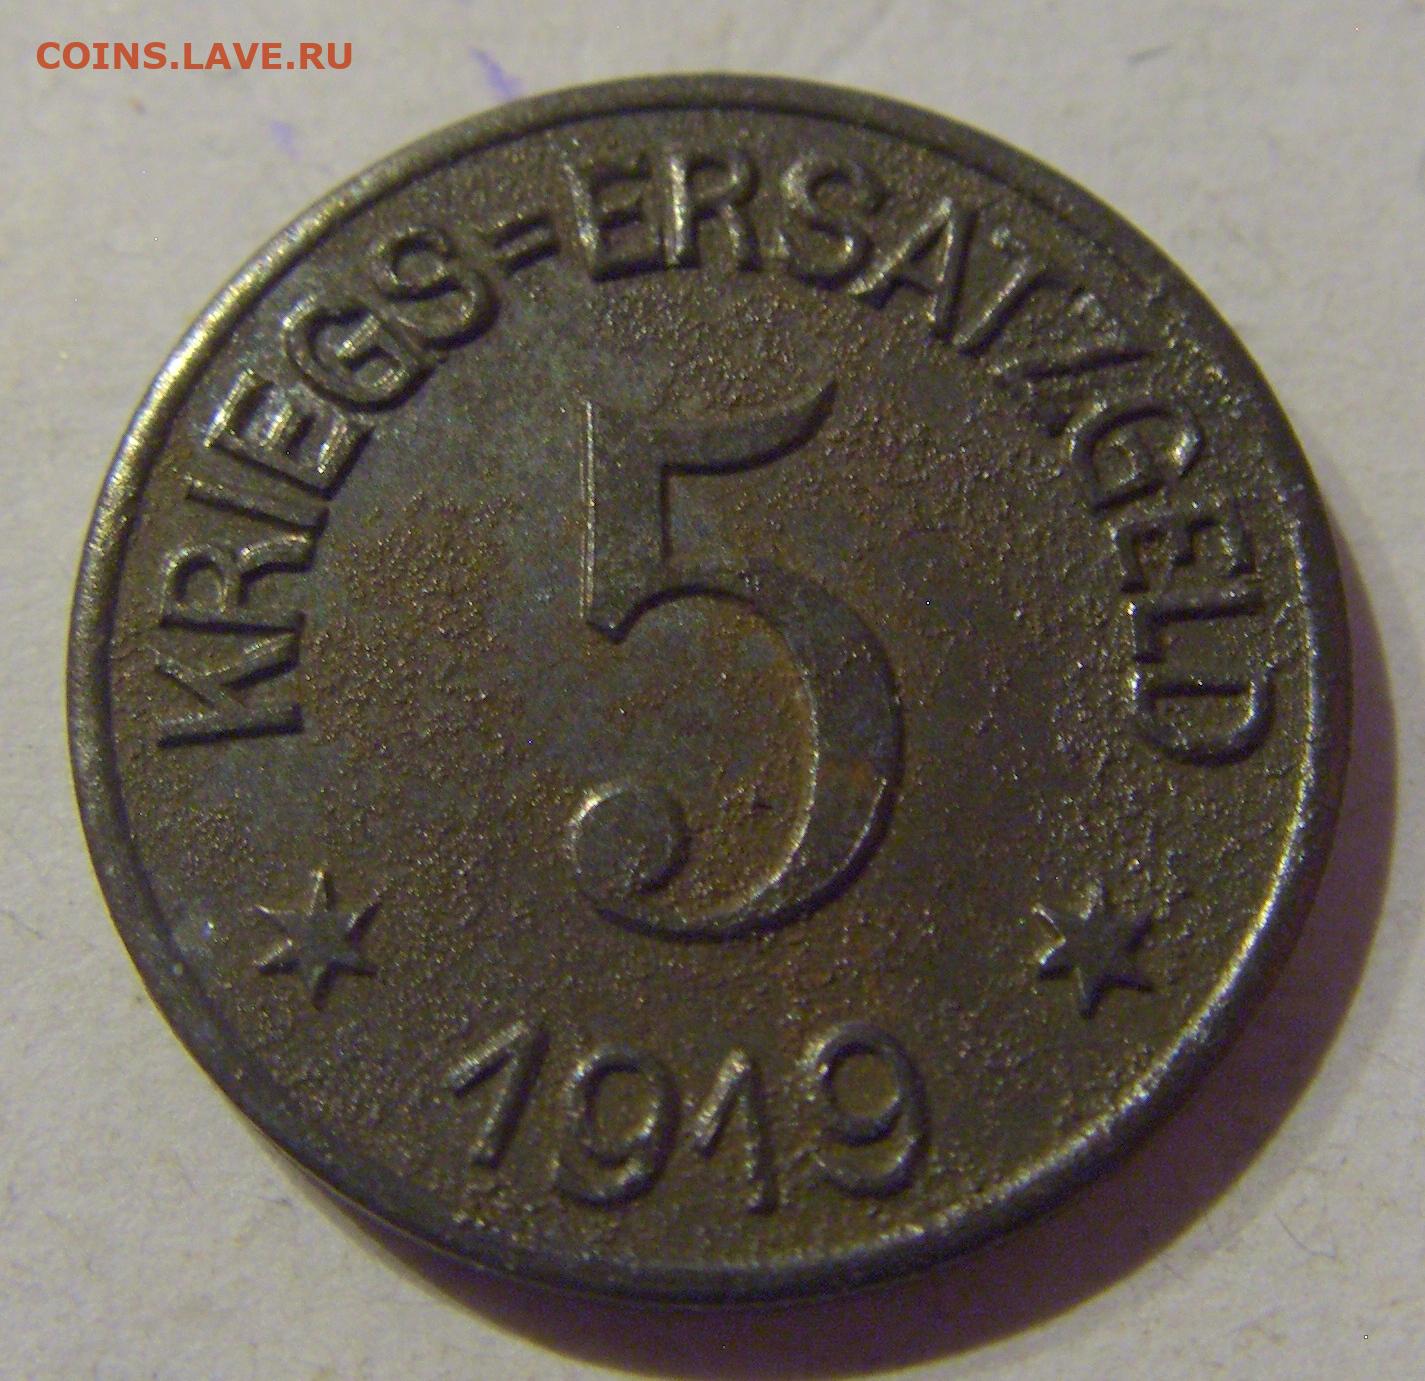 COINS.LAVE.RU
KRIEGS=ERSATZGELD
5
1919